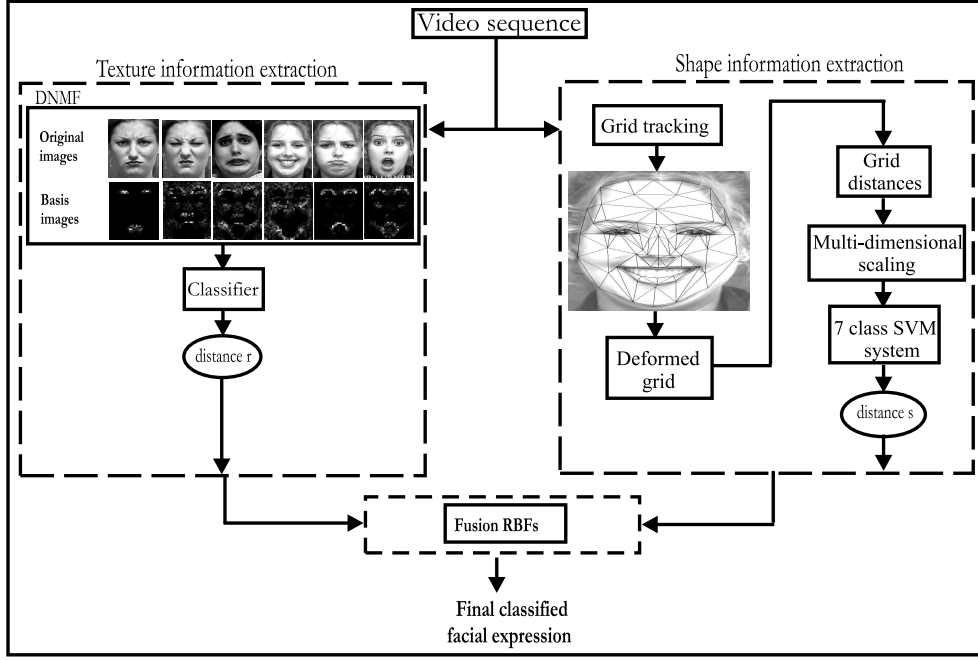 Video sequence
Texture information extraction
DNMF
Original
images
Basis
images
Classifier
distance r
Shape information extraction
Grid tracking
Deformed
grid
Grid
distances
Multi-dimensional
scaling
7 class SVM
system
distance s
Fusion RBFs
Final classified
facial expression